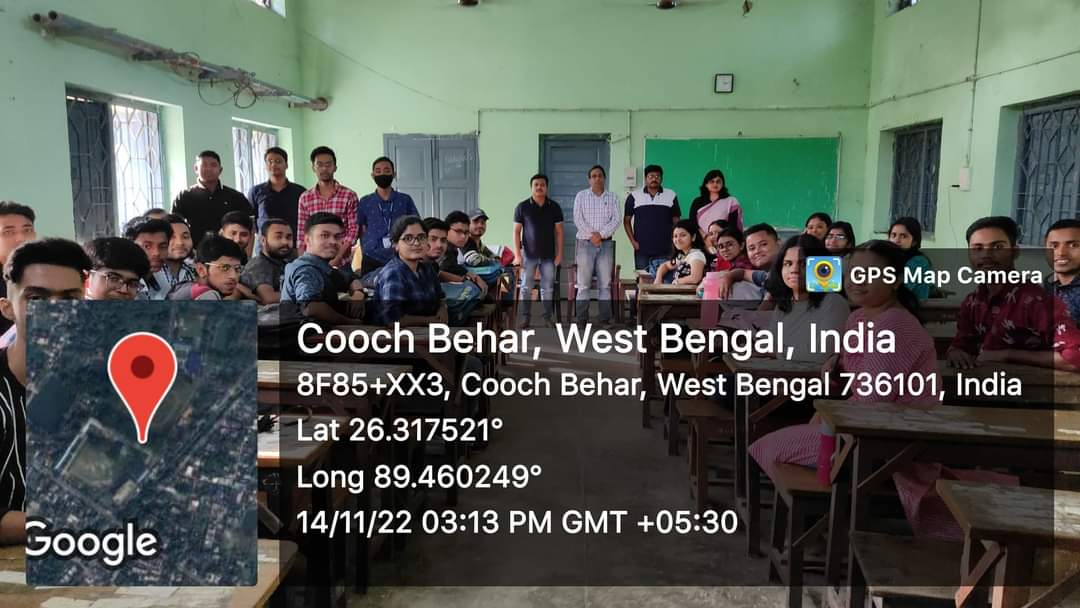 GPS Map Camera
Cooch Behar, West Bengal, India
8F85+XX3, Cooch Behar, West Bengal 736101, India
Lat 26.317521°
Long 89.460249°
14/11/22 03:13 PM GMT +05:30
Google